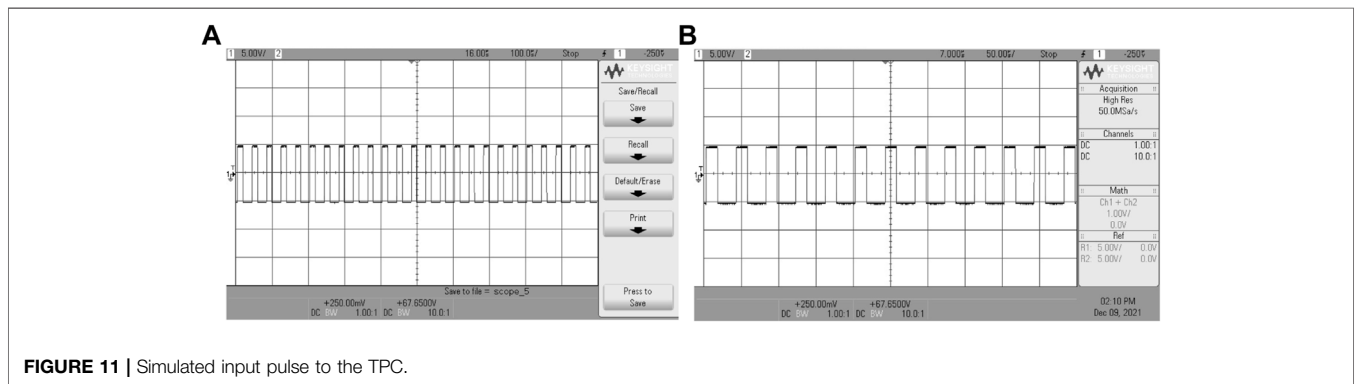 A
B
1 5.00V/ 2 16.00 100.0 / Stop 1 -250
KEYSIGHT
Save/Recall
Save
Recall
Default/Erase
Print
Press to
Save
Save to file = scope_5
+250.00mV +67.6500V
DC BW 1.00:1 DC BW 10.0:1
1 5.00V/ 2 7.000 50.00 / Stop 1 -250
KEYSIGHT
Acquisition
High Res
50.0MSa/s
Channels
DC 1.00:1
DC 10.0:1
Math
Ch1 + Ch2
1.00V/
0.0V
Ref
R1 5.00V/ 0.0V
R2 5.00V/ 0.0V
+250.00mV +67.6500V
DC BW 1.00:1 DC BW 10.0:1
02:10 PM
Dec 09, 2021
FIGURE 11 | Simulated input pulse to the TPC.